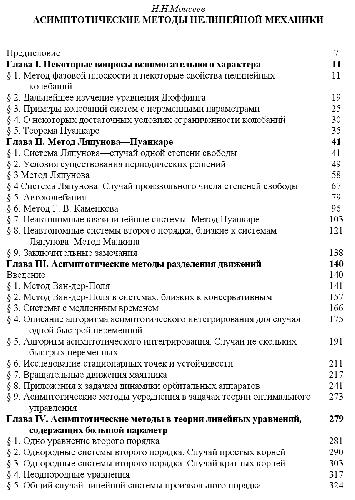 Н.Н.Моисеев
АСИМПТОТИЧЕСКИЕ МЕТОДЫ НЕЛИНЕЙНОЙ МЕХАНИКИ
Предисловие 7
Глава I. Некоторые вопросы вспомогательного характера 11
§ 1. Метод фазовой плоскости и некоторые свойства нелинейных 11
колебаний
§ 2. Дальнейшее изучение уравнения Дюффинга 19
§ 3. Примеры колебаний систем с переменными параметрами 25
§ 4. О некоторых достаточных условиях ограниченности колебаний 30
§ 5. Теорема Пуанкаре 35
Глава II. Метод Ляпунова—Пуанкаре 41
§ 1. Система Ляпунова—случай одной степени свободы 41
§ 2. Условия существования периодических решений 49
§ 3 Метод Ляпунова 58
§ 4 Система Ляпунова. Случай произвольного числа степеней свободы 67
§ 5. Автоколебания 79
§ 6. Метод Г. В. Каменкова 95
§ 7. Неавтономные квазилинейные системы. Метод Пуанкаре 103
§ 8. Неавтономные системы второго порядка, близкие к системам 121
Ляпунова. Метод Малкина
§ 9. Заключительные замечания 138
Глава III. Асимптотические методы разделения движений 140
Введение 140
§ 1. Метод Ван-дер-Поля 141
§ 2. Метод Ван-дер-Поля в системах, близких к консервативным 157
§ 3. Системы с медленным временем 166
§ 4. Описание алгоритма асимптотического интегрирования для случая 175
одной быстрой переменной
§ 5. Алгоритм асимптотического интегрирования. Случай нескольких 191
быстрых переменных
§ 6. Исследование стационарных точек и устойчивости 211
§ 7. Вращательные движения маятника 217
§ 8. Приложения к задачам динамики орбитальных аппаратов 241
§ 9. Асимптотические методы усреднения в задачах теории оптимального 273
управления
Глава IV. Асимптотические методы в теории линейных уравнений, 279
содержащих большой параметр
§ 1. Одно уравнение второго порядка 281
§ 2. Однородные системы второго порядка. Случай простых корней 290
§ 3. Однородные системы второго порядка. Случай кратных корней 303
§ 4. Неоднородные уравнения 317
§ 5. Общий случай линейной системы произвольного порядка 324